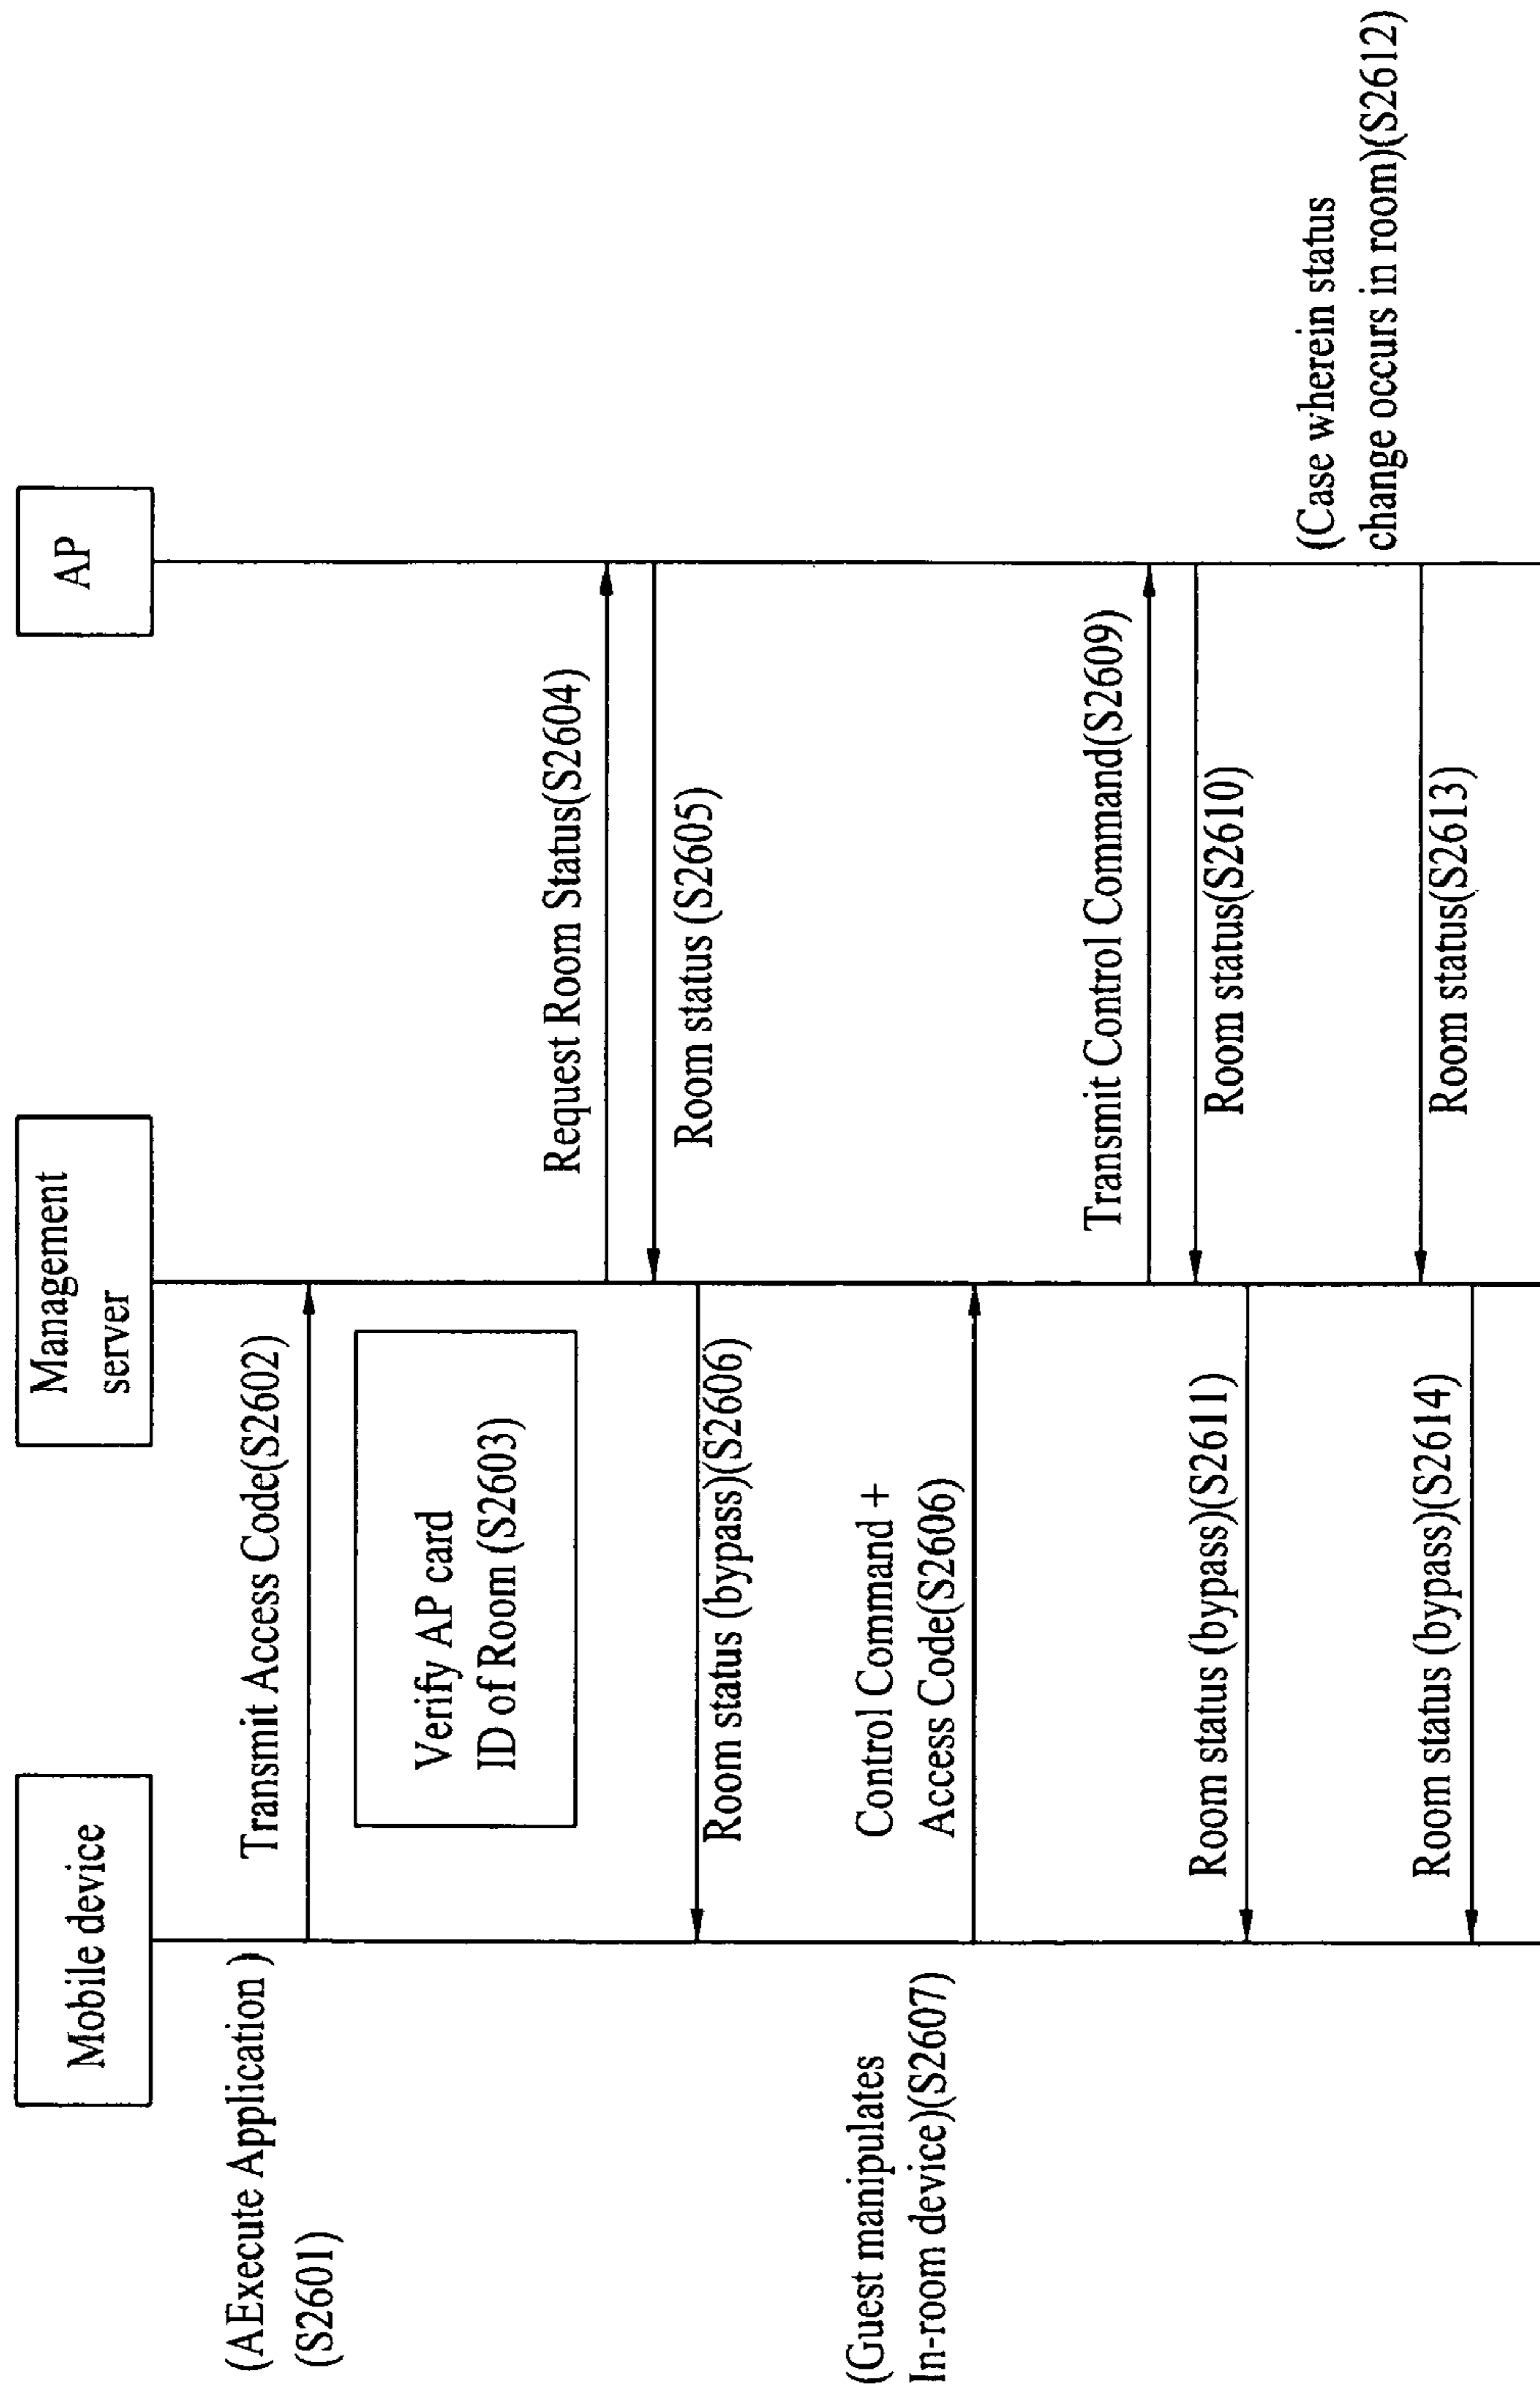 Mobile device
Management
server
AP
(AExecute Application )
(S2601)
Transmit Access Code(S2602)
Verify AP card
ID of Room (S2603)
Request Room Status(S2604)
Room status (S2605)
Room status (bypass)(S2606)
(Guest manipulates
In-room device)(S2607)
Control Command +
Access Code(S2606)
Transmit Control Command(S2609)
Room status(S2610)
Room status (bypass)(S2611)
(Case wherein status
change occurs in room)(S2612)
Room status(S2613)
Room status (bypass)(S2614)